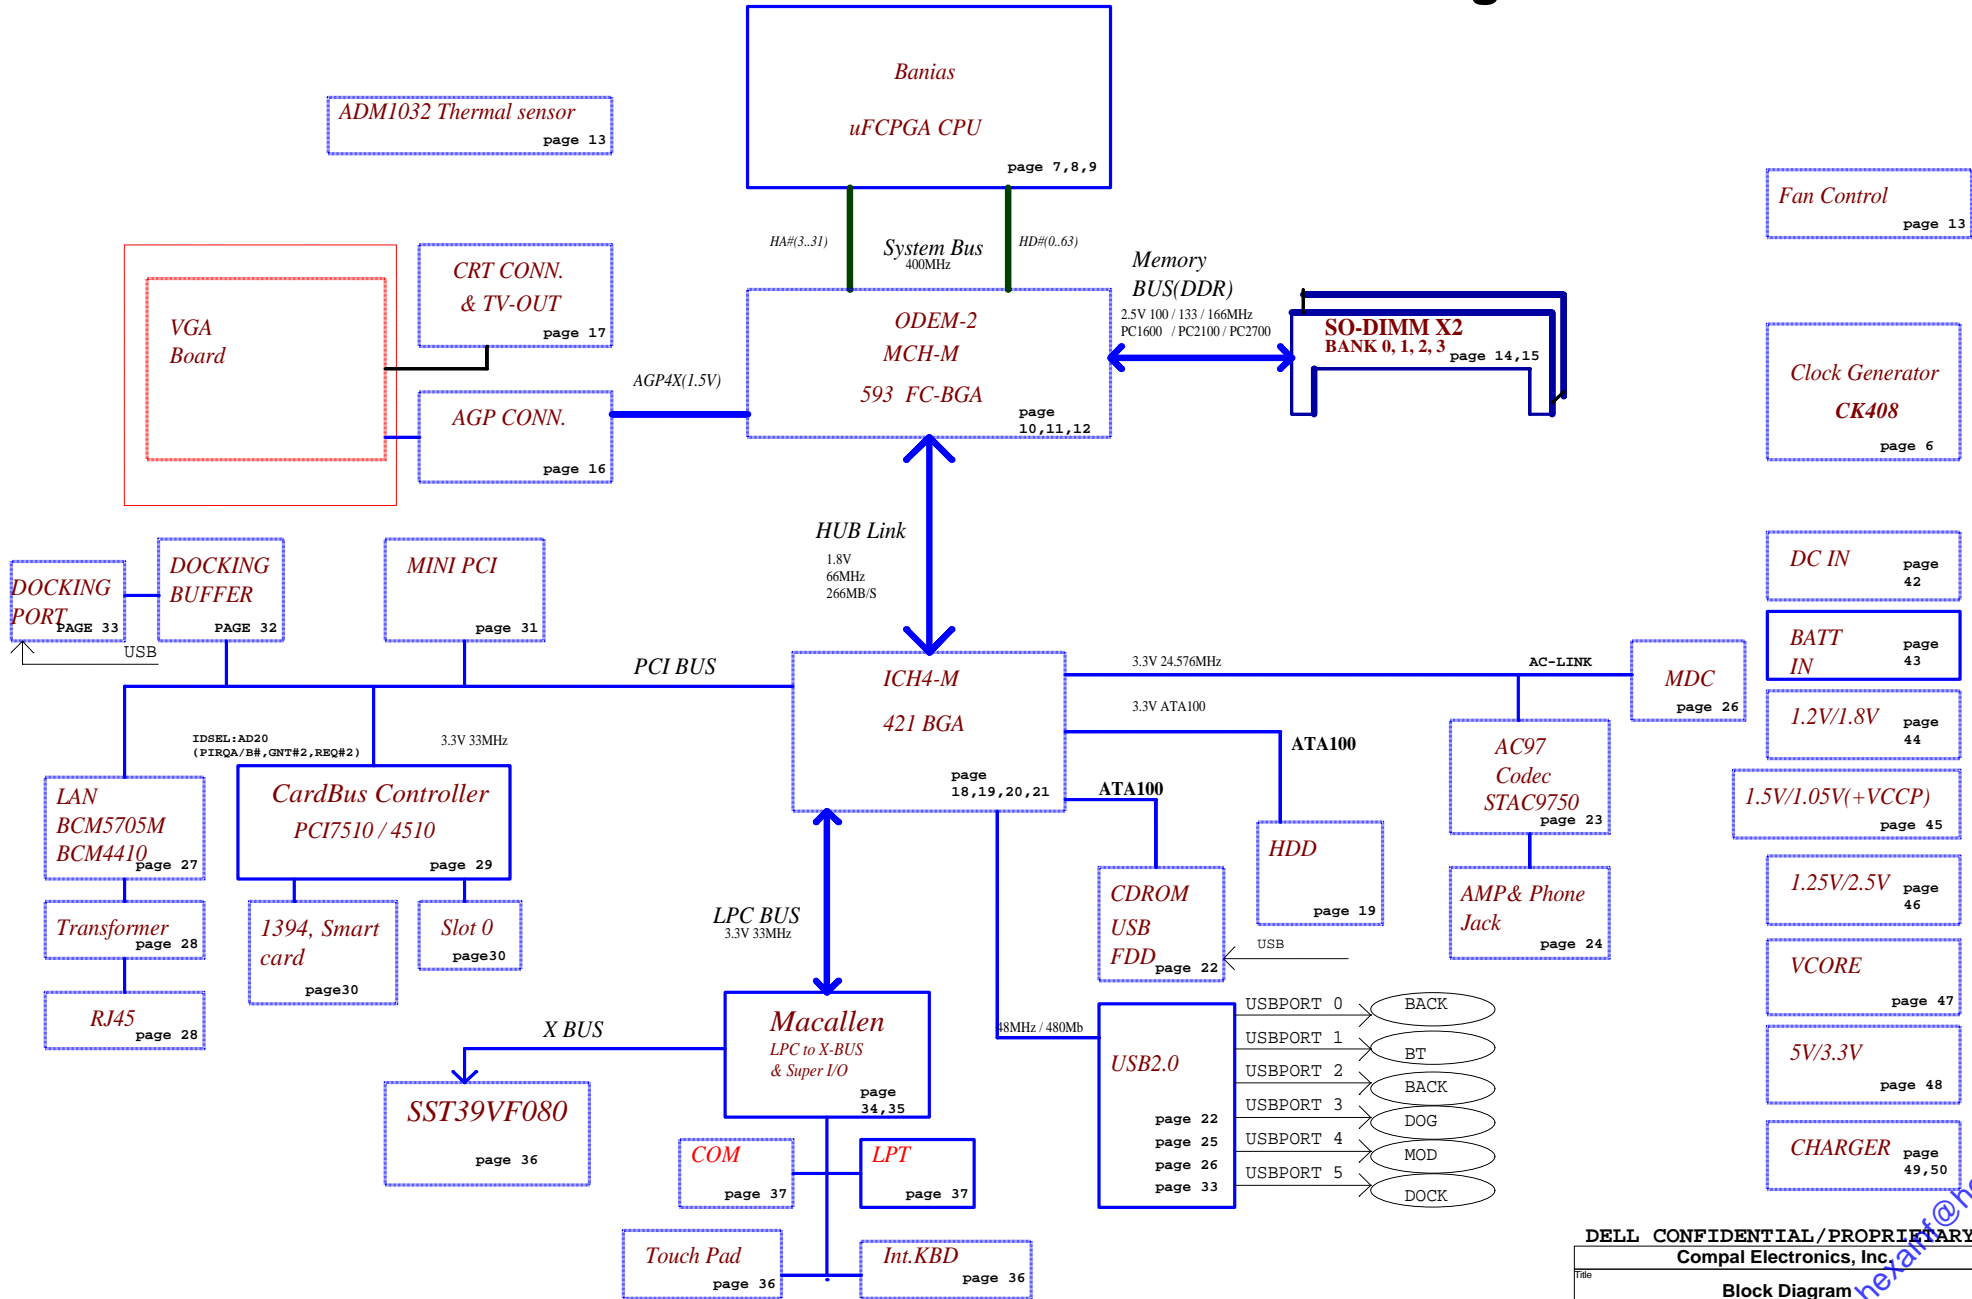 Banias
uFCPGA CPU
page 7,8,9
ADM1032 Thermal sensor
page 13
Fan Control
page 13
HA#(3..31)
System Bus
400MHz
HD#(0..63)
CRT CONN.
& TV-OUT
page 17
VGA
Board
Memory
BUS(DDR)
2.5V 100 / 133 / 166MHz
PC1600 / PC2100 / PC2700
ODEM-2
MCH-M
593 FC-BGA
page
10,11,12
SO-DIMM X2
BANK 0, 1, 2, 3
page 14,15
Clock Generator
CK408
page 6
AGP4X(1.5V)
AGP CONN.
page 16
HUB Link
1.8V
66MHz
266MB/S
DOCKING
PORT
PAGE 33
DOCKING
BUFFER
PAGE 32
MINI PCI
page 31
USB
PCI BUS
DC IN
page
42
BATT
IN
page
43
1.2V/1.8V
page
44
1.5V/1.05V(+VCCP)
page 45
1.25V/2.5V
page
46
VCORE
page 47
5V/3.3V
page 48
CHARGER
page
49,50
ICH4-M
421 BGA
page
18,19,20,21
3.3V 24.576MHz
AC-LINK
MDC
page 26
3.3V ATA100
ATA100
ATA100
AC97
Codec
STAC9750
page 23
AMP& Phone
Jack
page 24
HDD
page 19
CDROM
USB
FDD
page 22
USB
IDSEL:AD20
(PIRQA/B#,GNT#2,REQ#2)
3.3V 33MHz
LAN
BCM5705M
BCM4410
page 27
CardBus Controller
PCI7510 / 4510
page 29
Transformer
page 28
1394, Smart
card
page30
Slot 0
page30
RJ45
page 28
LPC BUS
3.3V 33MHz
X BUS
Macallen
LPC to X-BUS
& Super I/O
page
34,35
SST39VF080
page 36
COM
page 37
LPT
page 37
Touch Pad
page 36
Int.KBD
page 36
48MHz / 480Mb
USB2.0
page 22
page 25
page 26
page 33
USBPORT 0
BACK
USBPORT 1
BT
USBPORT 2
BACK
USBPORT 3
DOG
USBPORT 4
MOD
USBPORT 5
DOCK
DELL CONFIDENTIAL/PROPRIETARY
Compal Electronics, Inc.
Title
Block Diagram